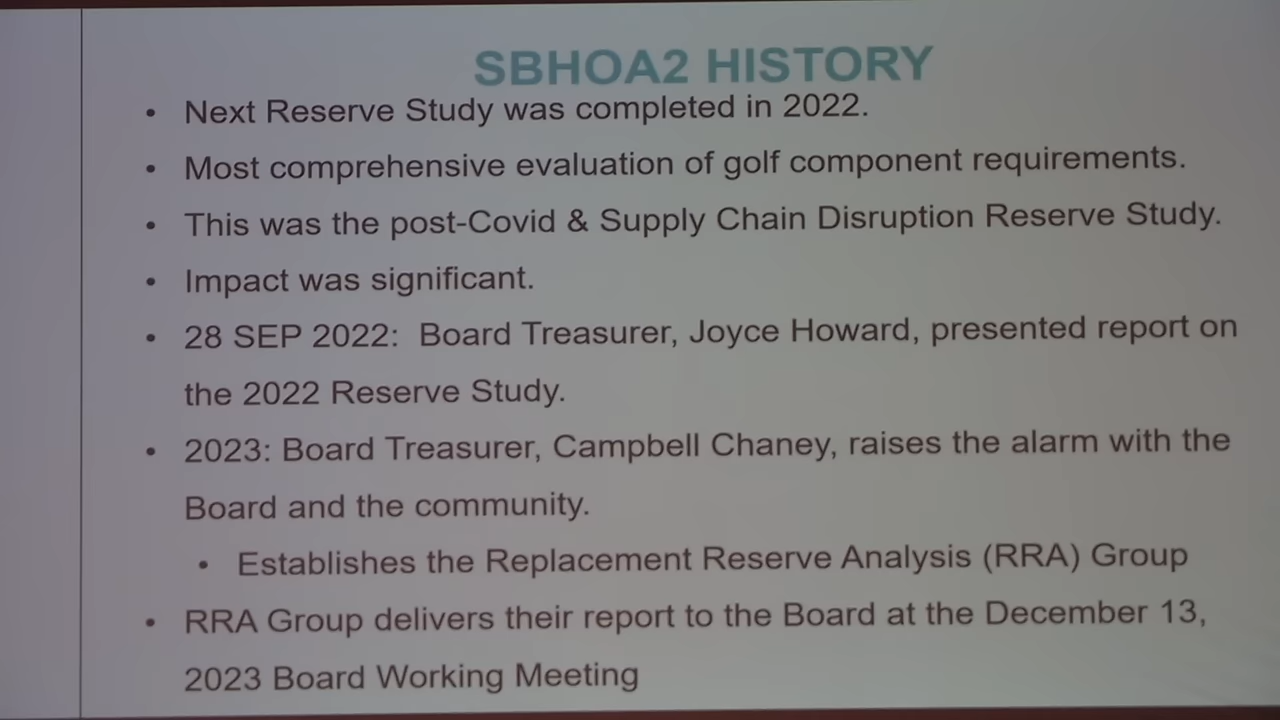 SBHOA2 HISTORY
• Next Reserve Study was completed in 2022.
• Most comprehensive evaluation of golf component requirements.
• This was the post-Covid & Supply Chain Disruption Reserve Study.
• Impact was significant.
• 28 SEP 2022: Board Treasurer, Joyce Howard, presented report on
the 2022 Reserve Study.
• 2023: Board Treasurer, Campbell Chaney, raises the alarm with the
Board and the community.
• Establishes the Replacement Reserve Analysis (RRA) Group
• RRA Group delivers their report to the Board at the December 13,
2023 Board Working Meeting